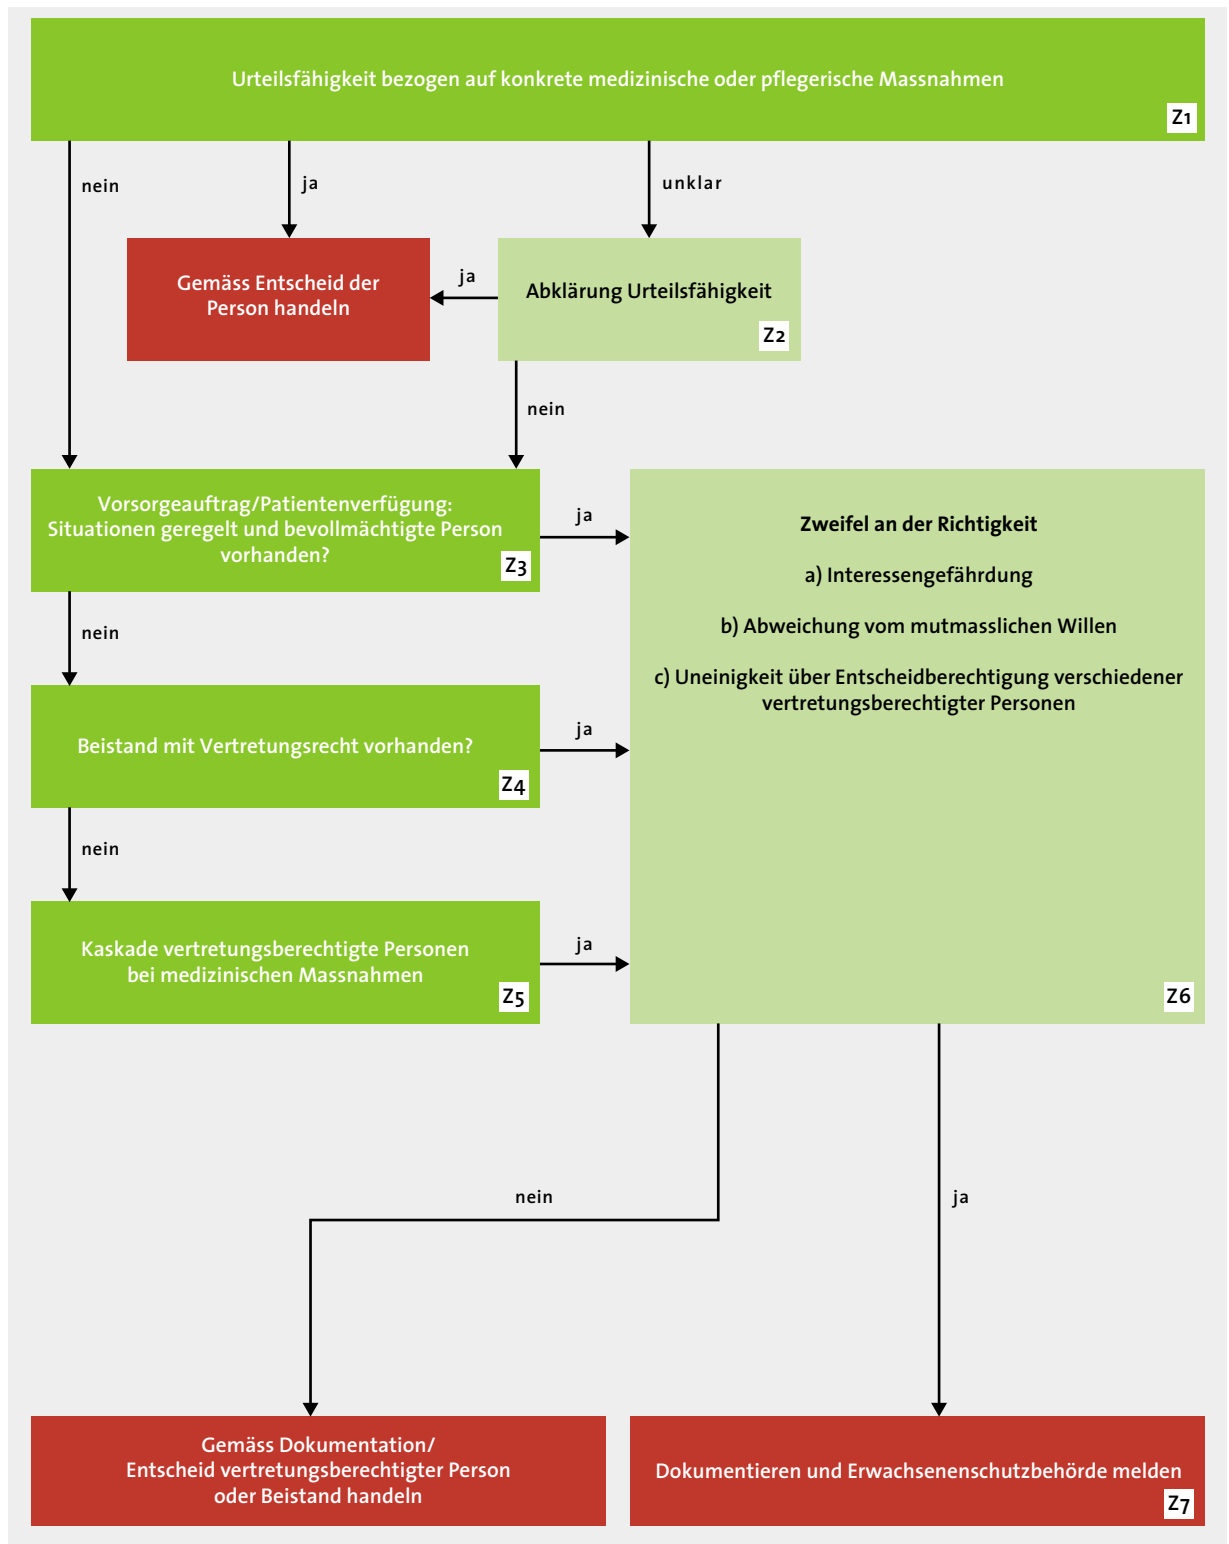 Urteilsfähigkeit bezogen auf konkrete medizinische oder pflegerische Massnahmen
Z1
nein
ja
unklar
Gemäss Entscheid der
Person handeln
ja
Abklärung Urteilsfähigkeit
Z2
nein
Vorsorgeauftrag/Patientenverfügung:
Situationen geregelt und bevollmächtigte Person
vorhanden?
Z3
ja
nein
Beistand mit Vertretungsrecht vorhanden?
Z4
ja
nein
Kaskade vertretungsberechtigte Personen
bei medizinischen Massnahmen
Z5
ja
Zweifel an der Richtigkeit
a) Interessengefährdung
b) Abweichung vom mutmasslichen Willen
c) Uneinigkeit über Entscheidberechtigung verschiedener
vertretungsberechtigter Personen
Z6
nein
ja
Gemäss Dokumentation/
Entscheid vertretungsberechtigter Person
oder Beistand handeln
Dokumentieren und Erwachsenenschutzbehörde melden
Z7